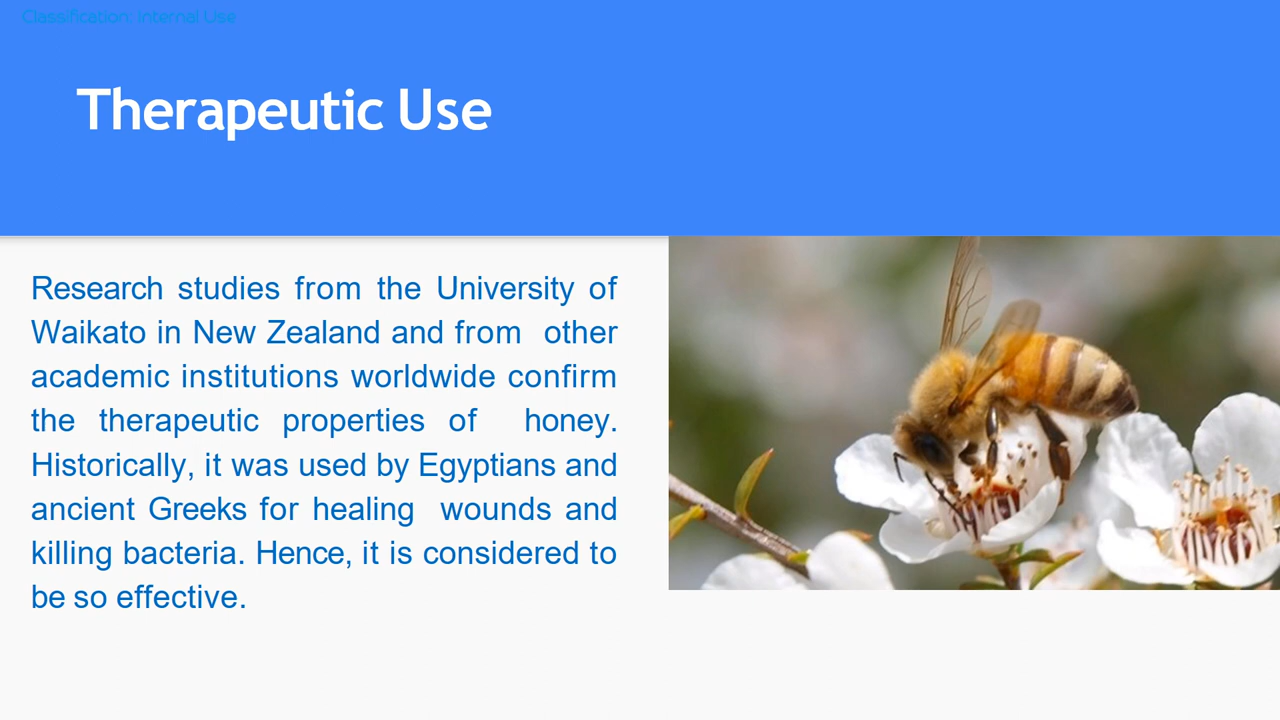 Classification: Internal Use
Therapeutic Use
Research studies from the University of
Waikato in New Zealand and from other
academic institutions worldwide confirm
the therapeutic properties of honey.
Historically, it was used by Egyptians and
ancient Greeks for healing wounds and
killing bacteria. Hence, it is considered to
be so effective.